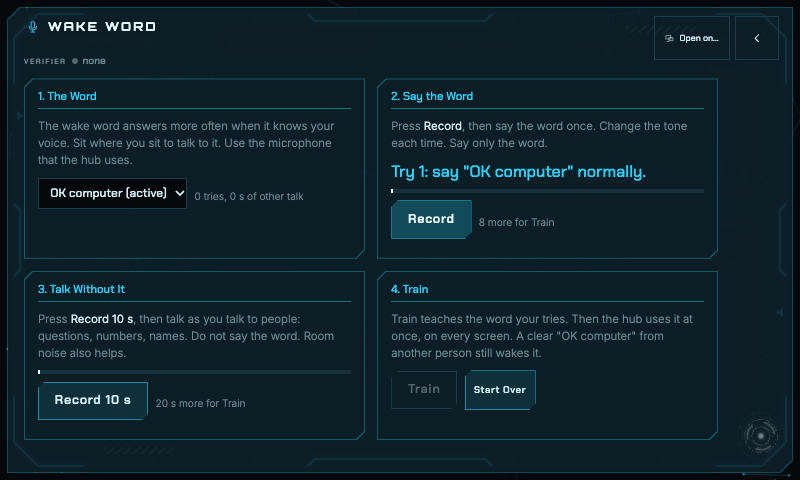 WAKE WORD
Open on...
VERIFIER none
1. The Word
The wake word answers more often when it knows your
voice. Sit where you sit to talk to it. Use the microphone
that the hub uses.
OK computer (active)
0 tries, 0 s of other talk
2. Say the Word
Press Record, then say the word once. Change the tone
each time. Say only the word.
Try 1: say "OK computer" normally.
Record
8 more for Train
3. Talk Without It
Press Record 10 s, then talk as you talk to people:
questions, numbers, names. Do not say the word. Room
noise also helps.
Record 10 s
20 s more for Train
4. Train
Train teaches the word your tries. Then the hub uses it at
once, on every screen. A clear "OK computer" from
another person still wakes it.
Train
Start Over